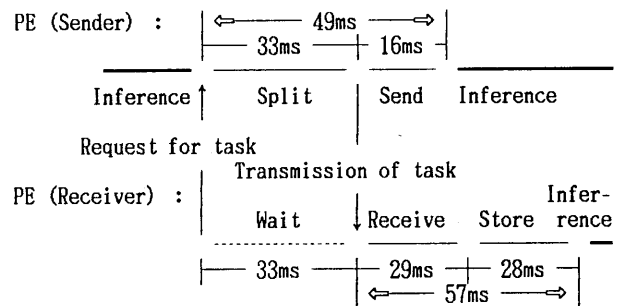 PE (Sender) :
49ms
33ms 16ms
Inference Split Send Inference
Request for task
Transmission of task
PE (Receiver) :
Wait Receive Store Infer-
rence
33ms 29ms 28ms
57ms